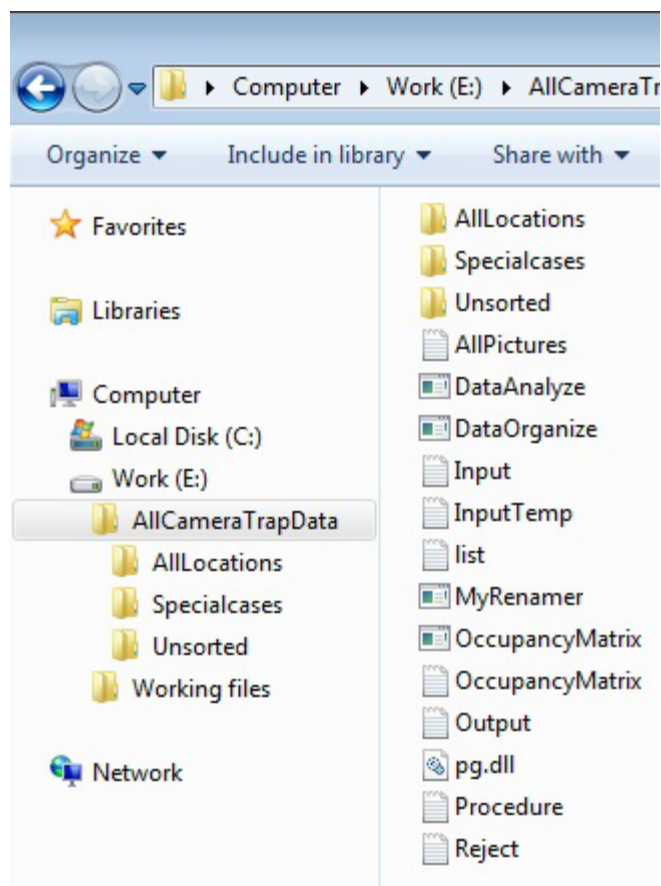 Computer Work (E:) AllCameraTr
Organize Include in library Share with
Favorites
Libraries
Computer
Local Disk (C:)
Work (E:)
AllCameraTrapData
AllLocations
Specialcases
Unsorted
Working files
Network
AllLocations
Specialcases
Unsorted
AllPictures
DataAnalyze
DataOrganize
Input
InputTemp
list
MyRenamer
OccupancyMatrix
OccupancyMatrix
Output
pg.dll
Procedure
Reject